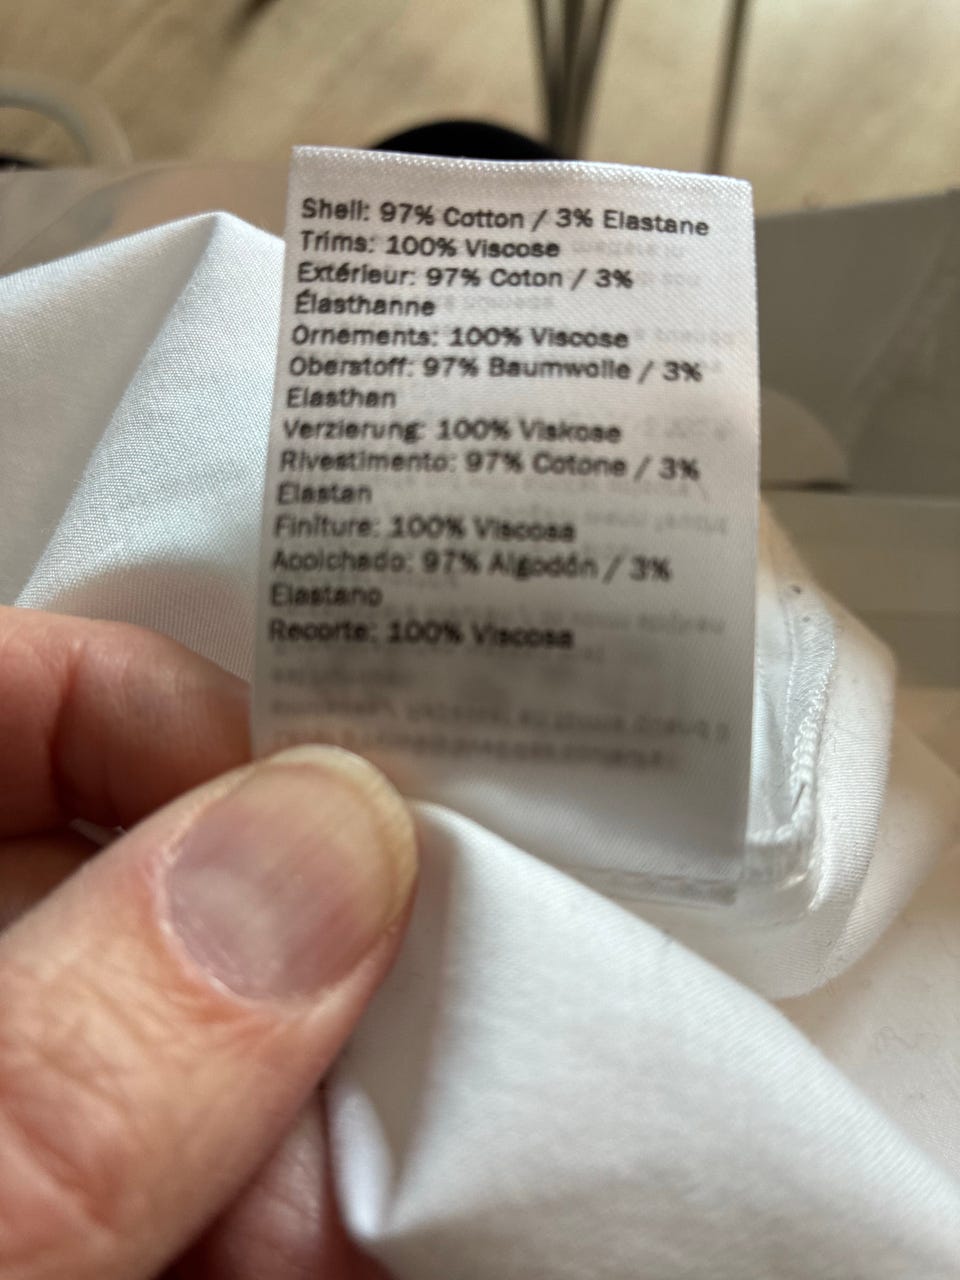 Shell: 97% Cotton / 3% Elastane
Trims: 100% Viscose
Extérieur: 97% Coton / 3%
Élasthanne
Ornements: 100% Viscose
Oberstoff: 97% Baumwolle / 3%
Elasthan
Verzierung: 100% Viskose
Rivestimento: 97% Cotone / 3%
Elastan
Finiture: 100% Viscosa
Acolchado: 97% Algodón / 3%
Elastano
Recorte: 100% Viscosa